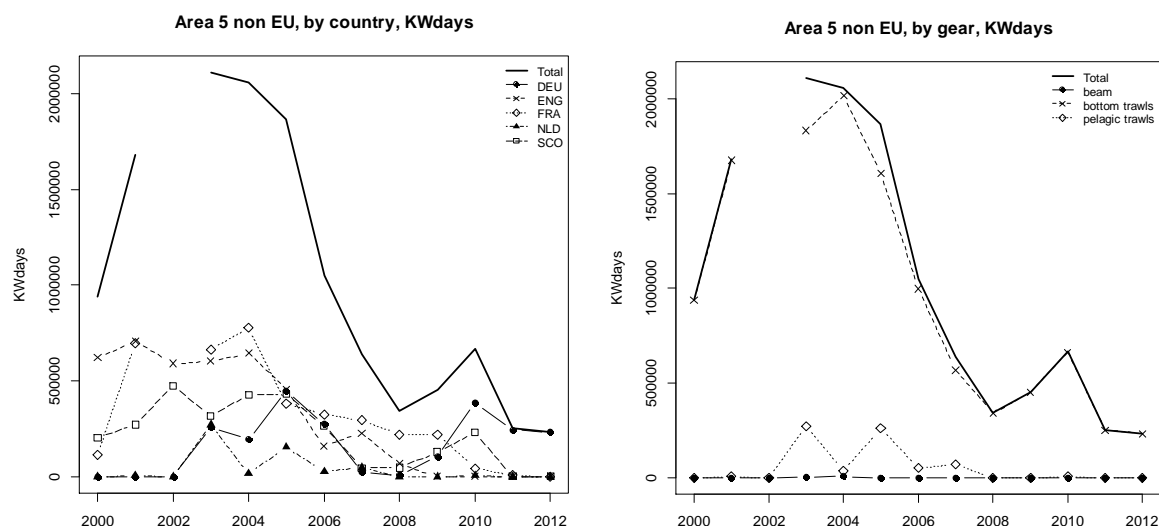 Area 5 non EU, by country, KWdays
KWdays
0
500000
1000000
1500000
2000000
2000
2002
2004
2006
2008
2010
2012
Total
DEU
ENG
FRA
NLD
SCO
Area 5 non EU, by gear, KWdays
KWdays
0
500000
1000000
1500000
2000000
2000
2002
2004
2006
2008
2010
2012
Total
beam
bottom trawls
pelagic trawls